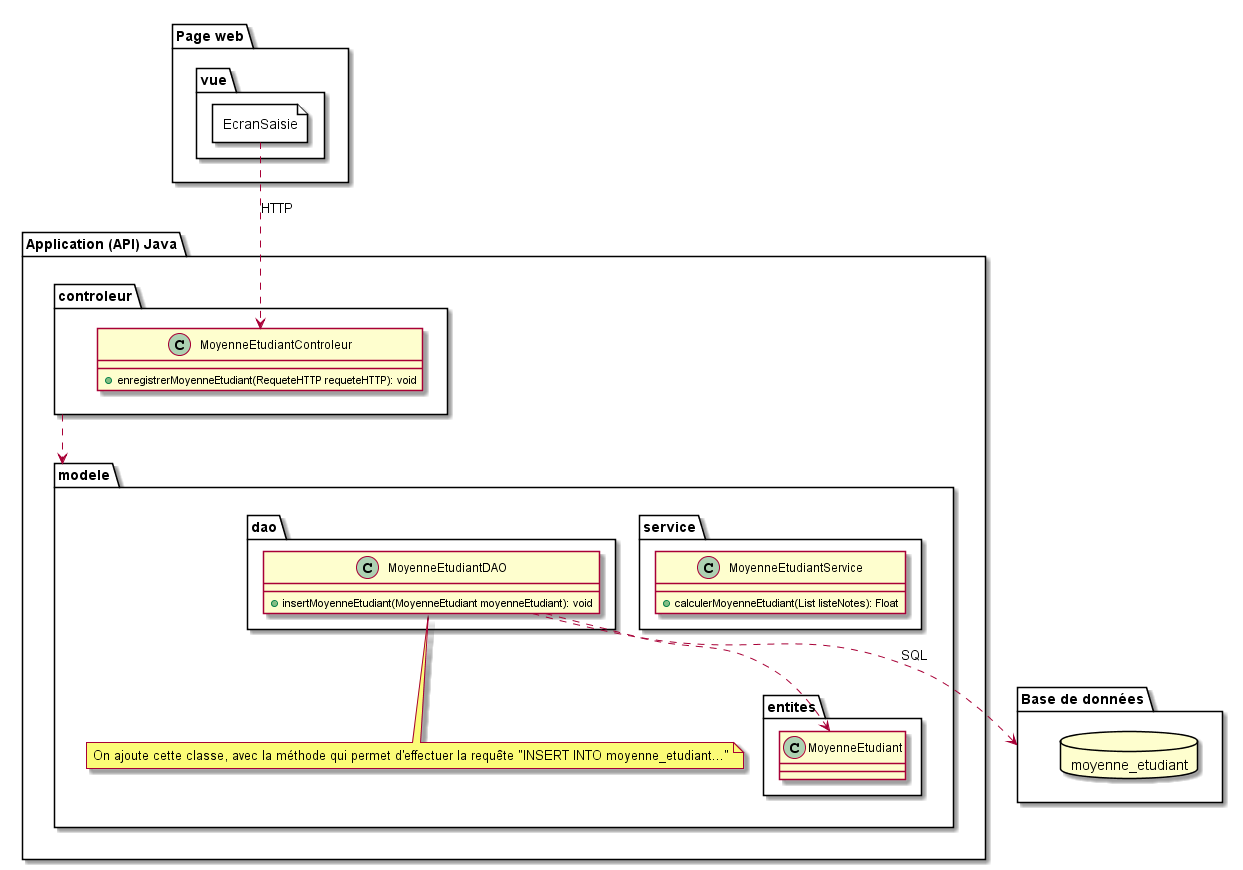 Page web
vue
EcranSaisie
HTTP
Application (API) Java
controleur
C MoyenneEtudiantControleur
enregistrerMoyenneEtudiant(RequeteHTTP requeteHTTP): void
modele
dao
C MoyenneEtudiantDAO
insertMoyenneEtudiant(MoyenneEtudiant moyenneEtudiant): void
service
C MoyenneEtudiantService
calculerMoyenneEtudiant(List listeNotes): Float
SQL
On ajoute cette classe, avec la méthode qui permet d'effectuer la requête "INSERT INTO moyenne_etudiant..."
entites
C MoyenneEtudiant
Base de données
moyenne_etudiant